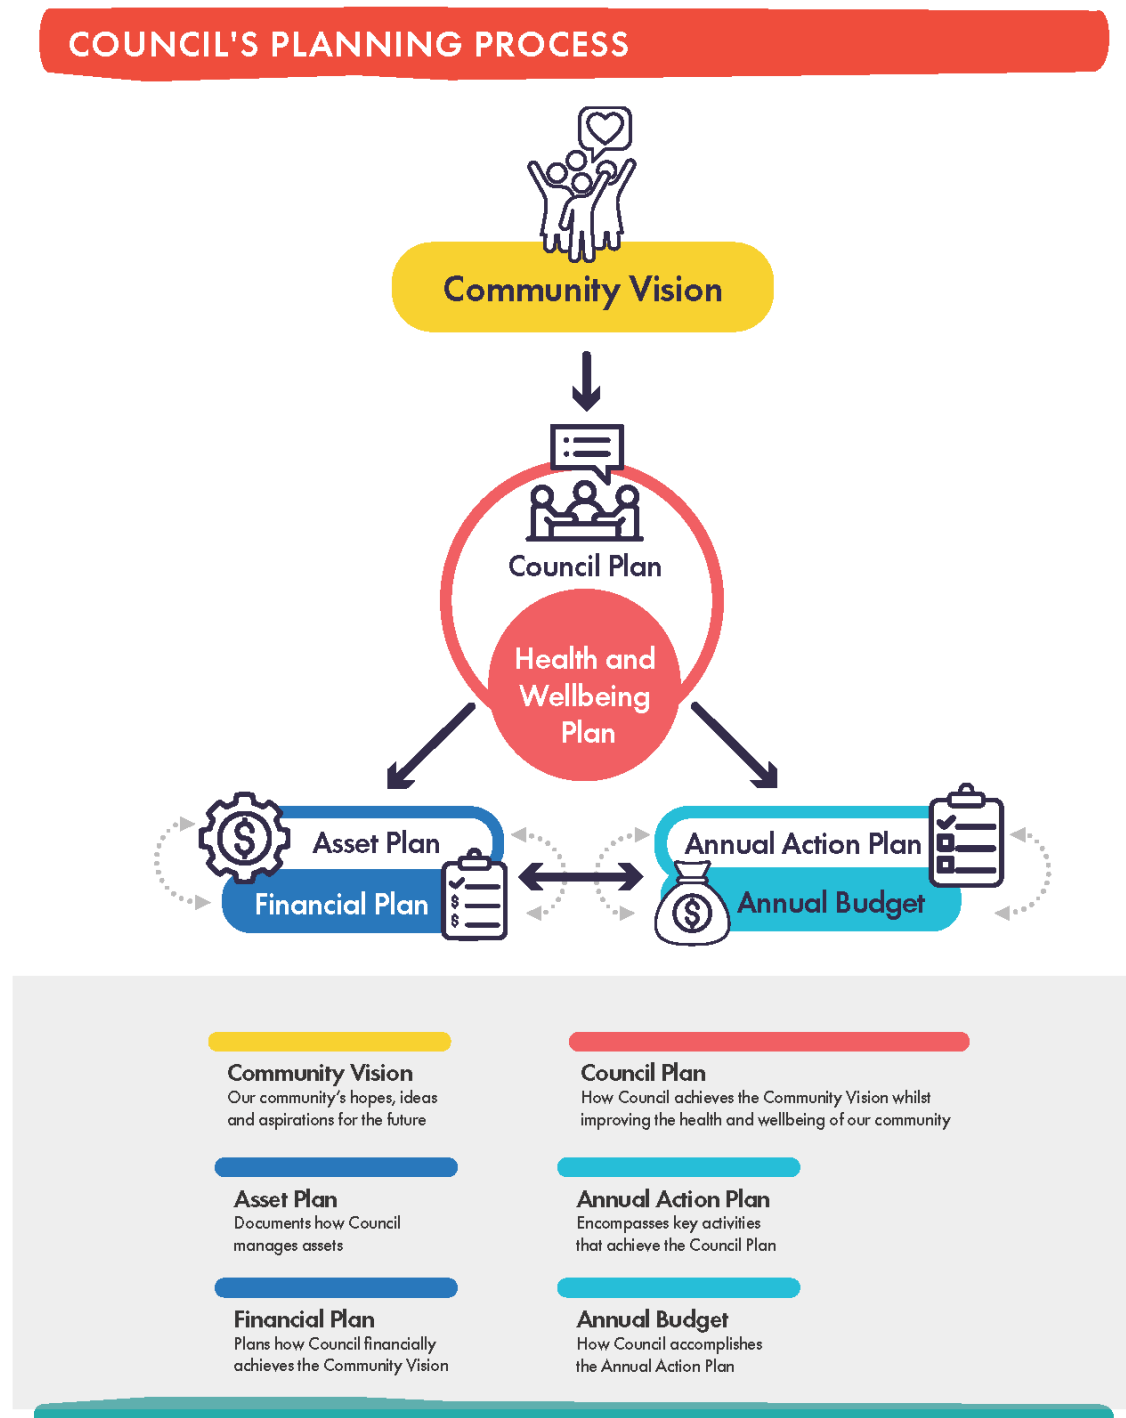 COUNCIL'S PLANNING PROCESS
Community Vision
Council Plan
Health and
Wellbeing
Plan
Asset Plan
Financial Plan
Annual Action Plan
Annual Budget
Community Vision
Our community's hopes, ideas
and aspirations for the future
Council Plan
How Council achieves the Community Vision whilst
improving the health and wellbeing of our community
Asset Plan
Documents how Council
manages assets
Annual Action Plan
Encompasses key activities
that achieve the Council Plan
Financial Plan
Plans how Council financially
achieves the Community Vision
Annual Budget
How Council accomplishes
the Annual Action Plan